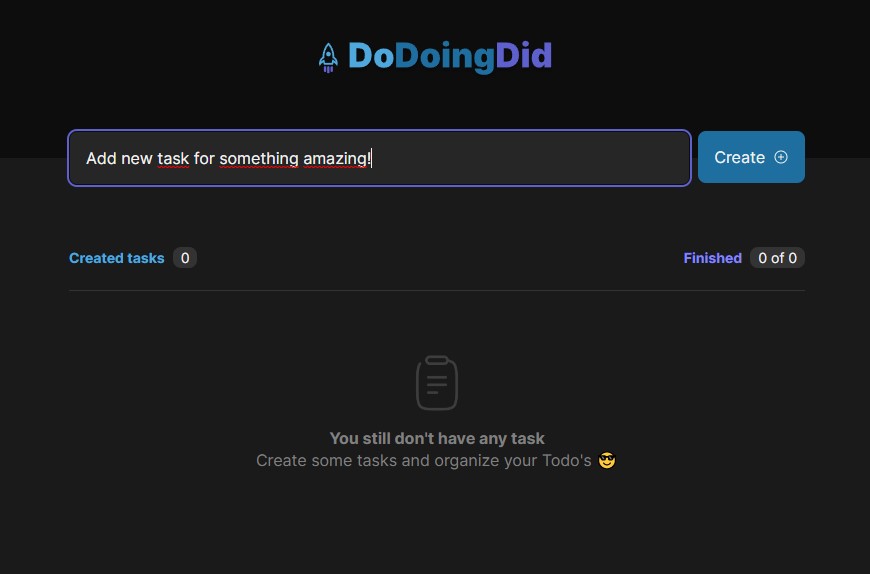 DoDoingDid
Add new task for something amazing!
Create
Created tasks 0
Finished 0 of 0
You still don't have any task
Create some tasks and organize your Todo's 😎